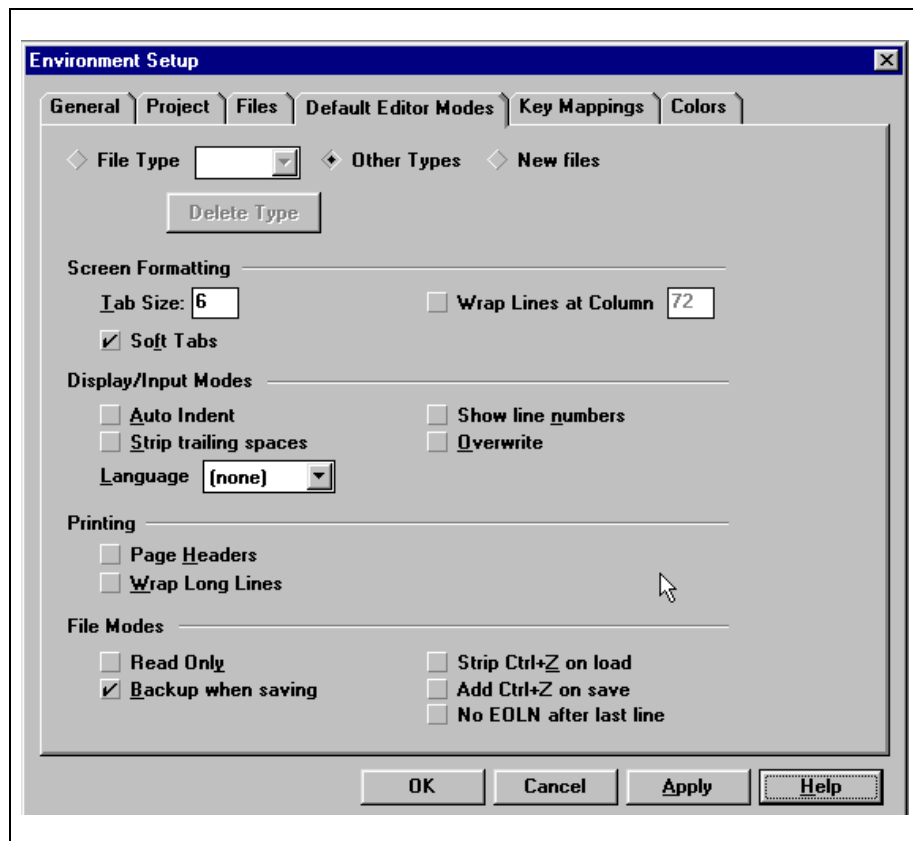 Environment Setup
General Project Files Default Editor Modes Key Mappings Colors
File Type Other Types New files
Delete Type
Screen Formatting
Tab Size: 6 Wrap Lines at Column 72
Soft Tabs
Display/Input Modes
Auto Indent Show line numbers
Strip trailing spaces Overwrite
Language (none)
Printing
Page Headers
Wrap Long Lines
File Modes
Read Only Strip Ctrl+Z on load
Backup when saving Add Ctrl+Z on save
No EOLN after last line
OK Cancel Apply Help